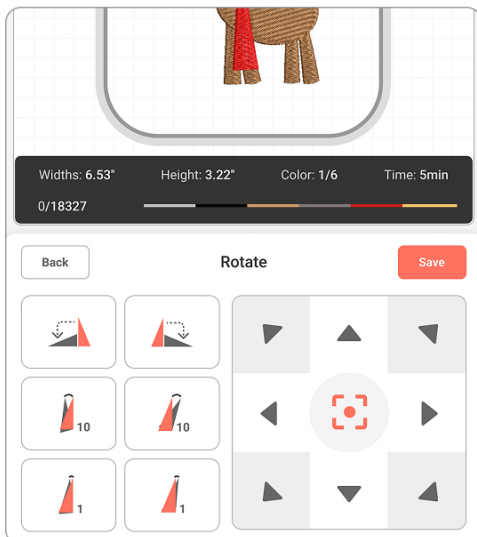 Widths: 6.53" Height: 3.22" Color: 1/6 Time: 5min
0/18327
Back Rotate Save
10 10
1 1